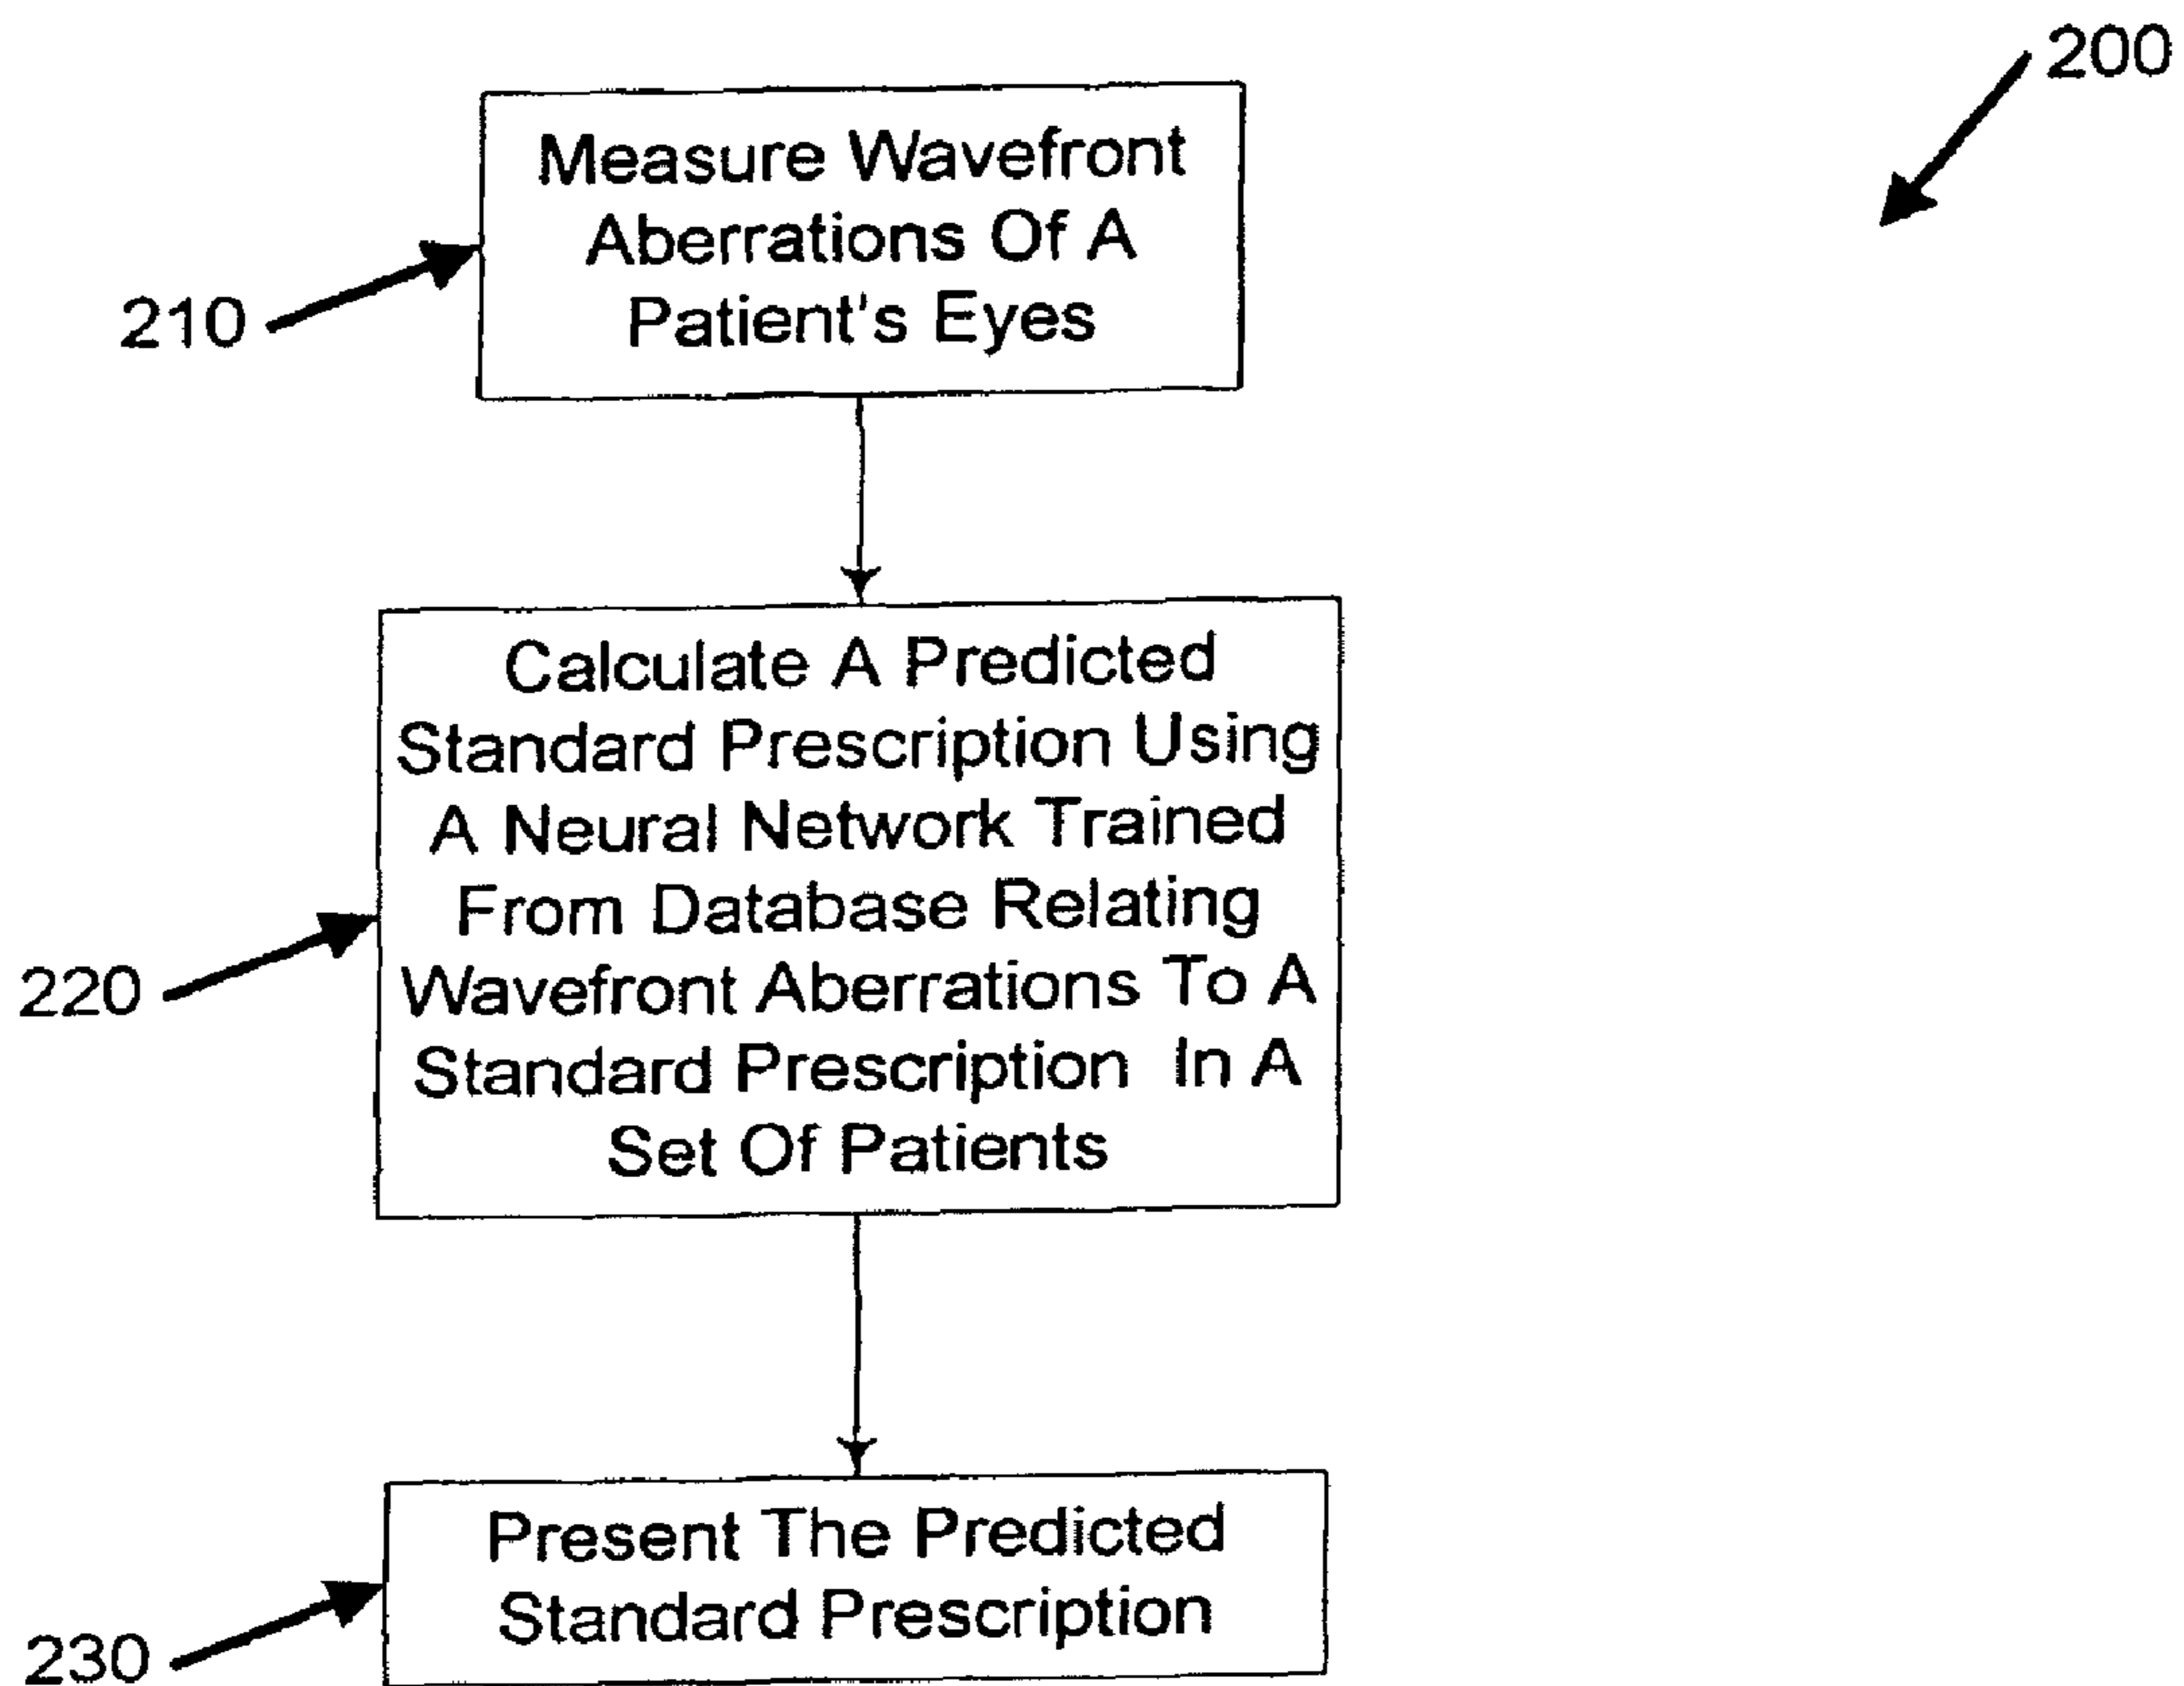 200
Measure Wavefront
Aberrations Of A
Patient's Eyes
210
Calculate A Predicted
Standard Prescription Using
A Neural Network Trained
From Database Relating
Wavefront Aberrations To A
Standard Prescription In A
Set Of Patients
220
Present The Predicted
Standard Prescription
230